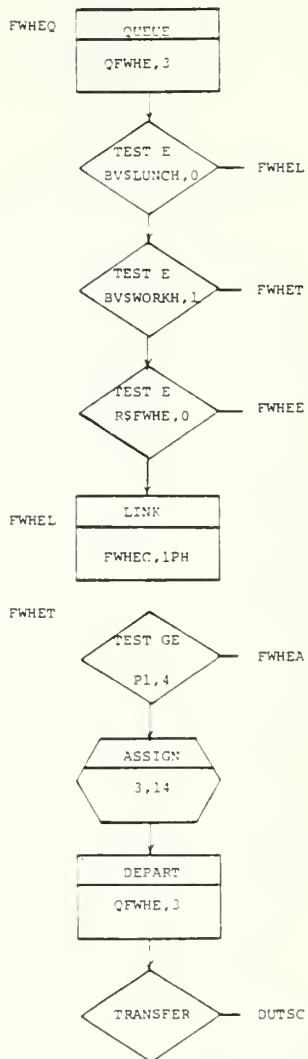 FWHEQ
QUEUE
QFWHE,3
TEST E
BVSLUNCH,0
FWHEL
TEST E
BVSWORKH,1
FWHET
TEST E
R$FWHE,0
FWHEE
FWHEL
LINK
FWHEC,1PH
FWHET
TEST GE
P1,4
FWHEA
ASSIGN
3,14
DEPART
QFWHE,3
TRANSFER
DUTSC